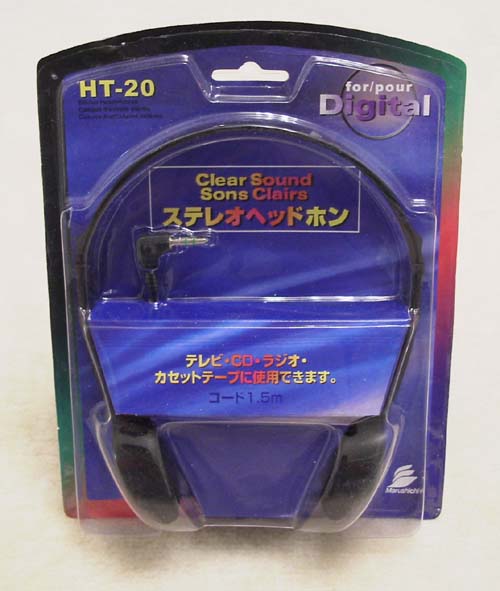 HT-20
for/pour
Digital
Clear Sound
Sons Clairs
ステレオヘッドホン
テレビ・CD・ラジオ・
カセットテープに使用できます。
コード1.5m
Marushichi